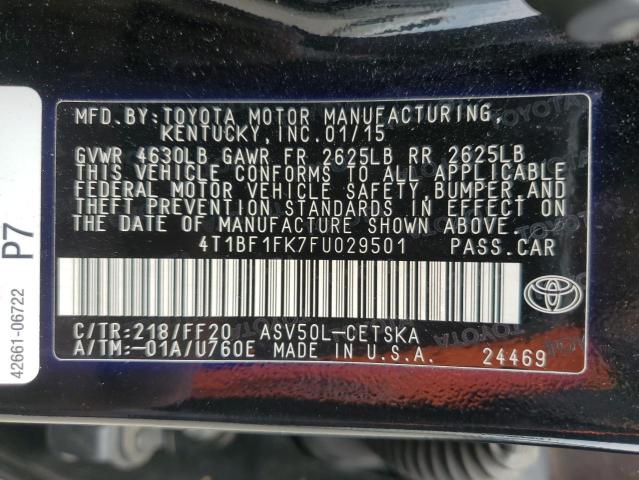 MFD.BY:TOYOTA MOTOR MANUFACTURING,
KENTUCKY, INC.01/15
GVWR 4630LB GAWR FR 2625LB RR 2625LB
THIS VEHICLE CONFORMS TO ALL APPLICABLE
FEDERAL MOTOR VEHICLE SAFETY, BUMPER AND
THEFT PREVENTION STANDARDS IN EFFECT ON
THE DATE OF MANUFACTURE SHOWN ABOVE.
4T1BF1FK7FU029501 PASS.CAR
C/TR:218/FF20 ASV50L-CETSKA
A/TM:-01A/U760E MADE IN U.S.A. 24469
P7
42661-06722